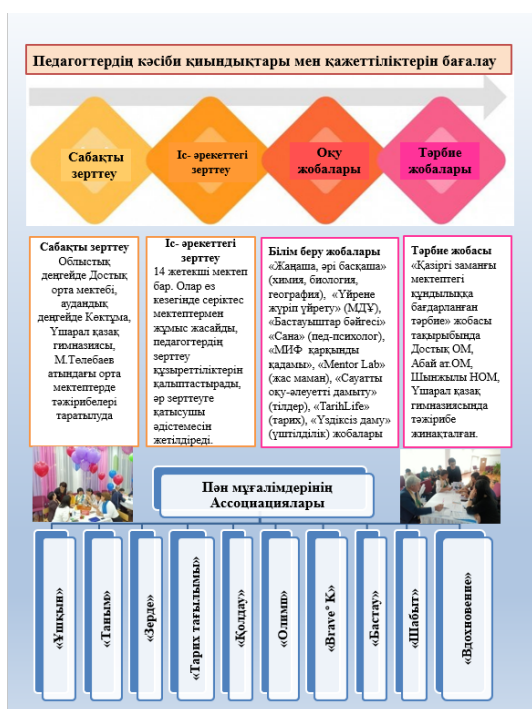 Педагогтердің кәсіби қиындықтары мен қажеттіліктерін бағалау
Сабақты
зерттеу
Іс- әрекеттегі
зерттеу
Оқу
жобалары
Тәрбие
жобалары
Сабақты зерттеу
Облыстық
деңгейде Достық
орта мектебі,
аудандық
деңгейде Көктұма,
Үшарал қазақ
гимназиясы,
М.Төлебаев
атындағы орта
мектептерде
тәжірибелері
таратылуда
Іс- әрекеттегі
зерттеу
14 жетекші мектеп
бар. Олар өз
кезегінде серіктес
мектептермен
жұмыс жасайды,
педагогтердің
зерттеу
құзыреттіліктерін
қалыптастырады,
әр зерттеуге
қатысушы
әдістемесін
жетілдіреді.
Білім беру жобалары
«Жаңаша, әрі басқаша»
(химия, биология,
география), «Үйрене
жүріп үйрету» (МДҰ),
«Бастауыштар бәйгесі»
«Сана» (пед-психолог),
«МИФ қарқынды
қадамы», «Mentor Lab»
(жас маман), «Сауатты
оқу-әлеуетті дамыту»
(тілдер), «TarihLife»
(тарих), «Үздіксіз даму»
(үштілділік) жобалары
Тәрбие жобасы
«Қазіргі заманғы
мектептегі
құндылыққа
бағдарланған
тәрбие» жобасы
тақырыбында
Достық ОМ,
Абай ат.ОМ,
Шынжылы НОМ,
Үшарал қазақ
гимназиясында
тәжірибе
жинақталған.
Пән мұғалімдерінің
Ассоциациялары
«Ұшқын»
«Таным»
«Зерде»
«Тарих тағылымы»
«Қолдау»
«Олимп»
«Brave° K»
«Бастау»
«Шабыт»
«Вдохновение»